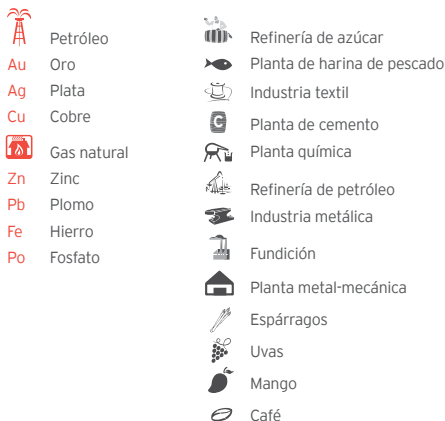 Petróleo
Au Oro
Ag Plata
Cu Cobre
Gas natural
Zn Zinc
Pb Plomo
Fe Hierro
Po Fosfato
Refinería de azúcar
Planta de harina de pescado
Industria textil
C Planta de cemento
Planta química
Refinería de petróleo
Industria metálica
Fundición
Planta metal-mecánica
Espárragos
Uvas
Mango
Café